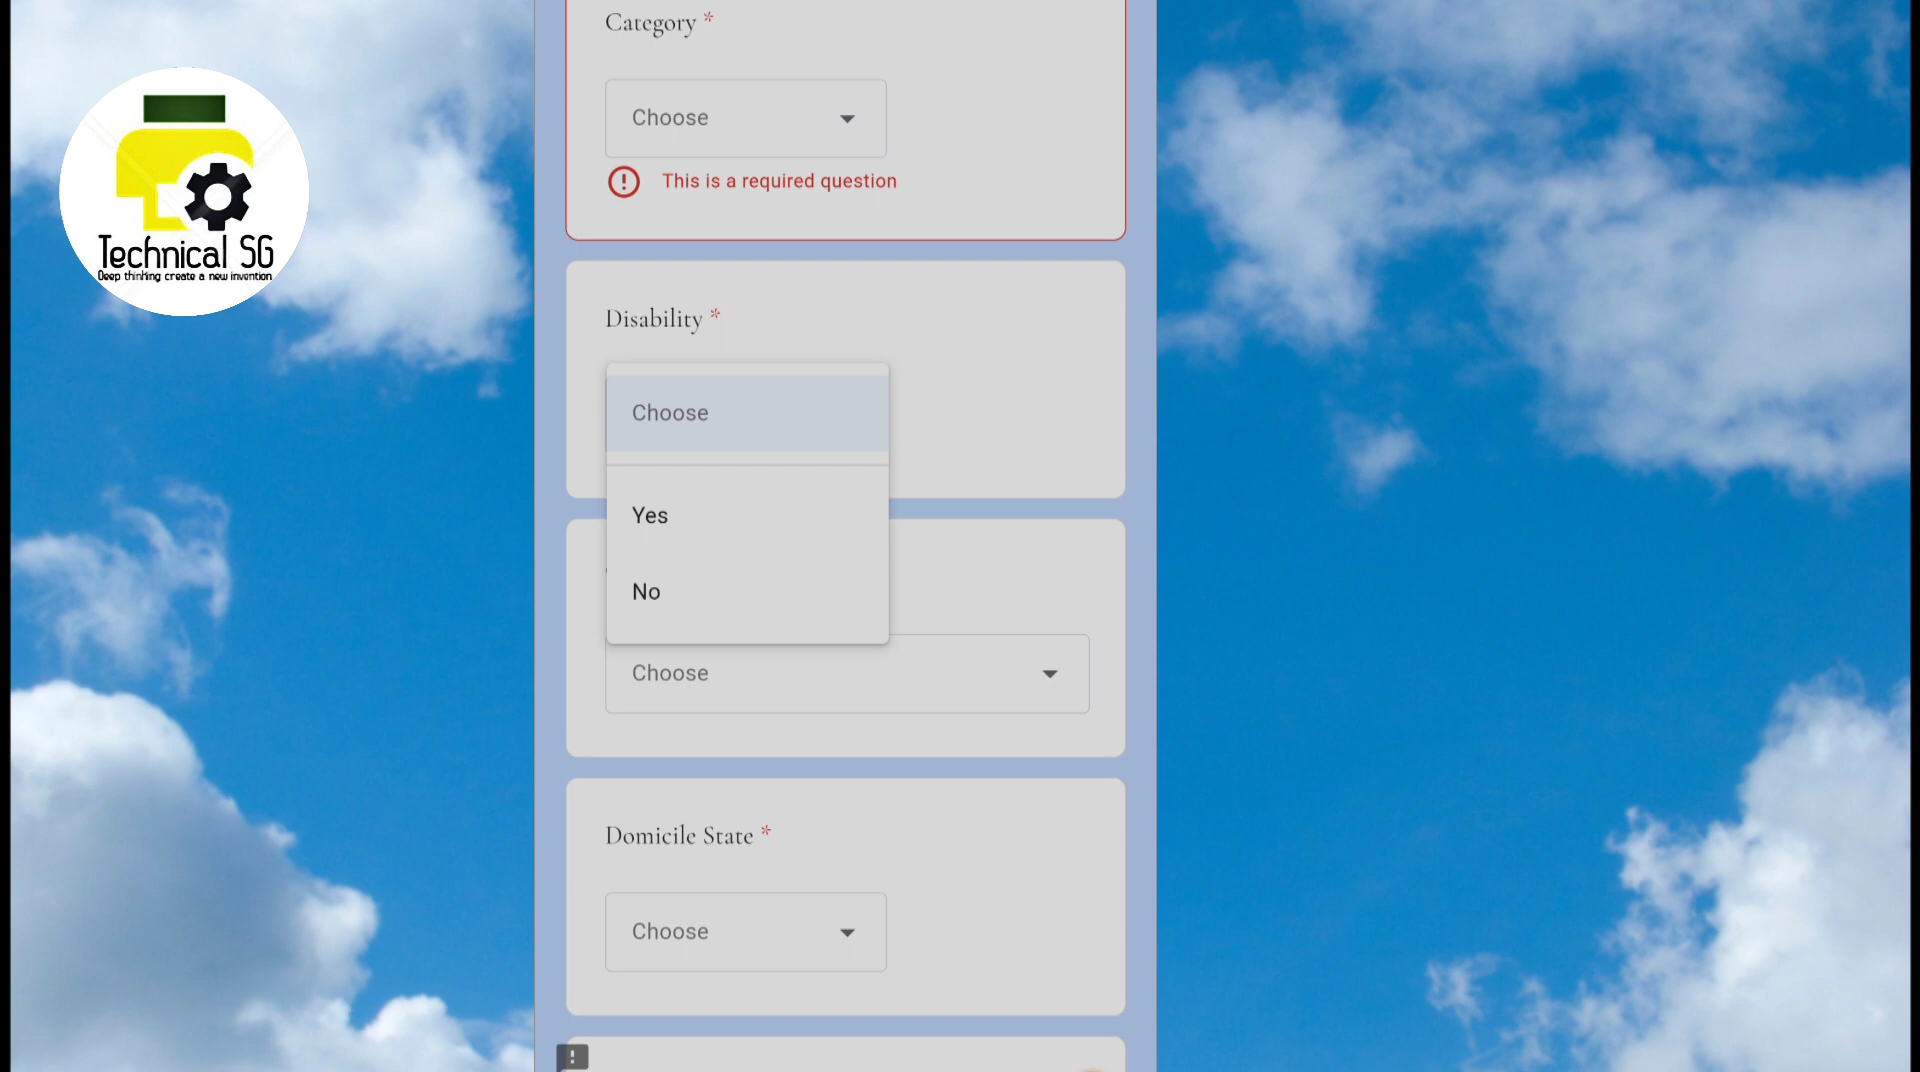 Category *
Choose
This is a required question
Technical SG
Deep thinking create a new invention
Disability *
Choose
Yes
No
Choose
Domicile State *
Choose